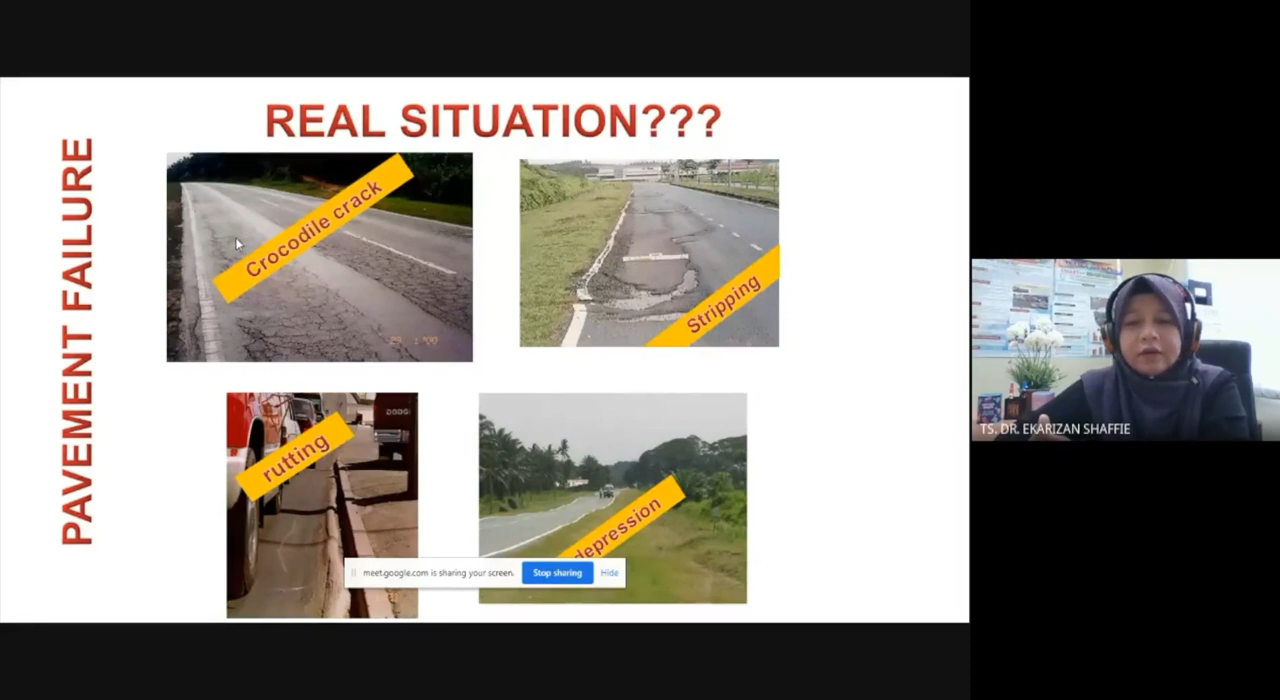 REAL SITUATION???
PAVEMENT FAILURE
Crocodile crack
Stripping
rutting
DODGE
depression
meet.google.com is sharing your screen.
Stop sharing
Hide
TS. DR. EKARIZAN SHAFFIE